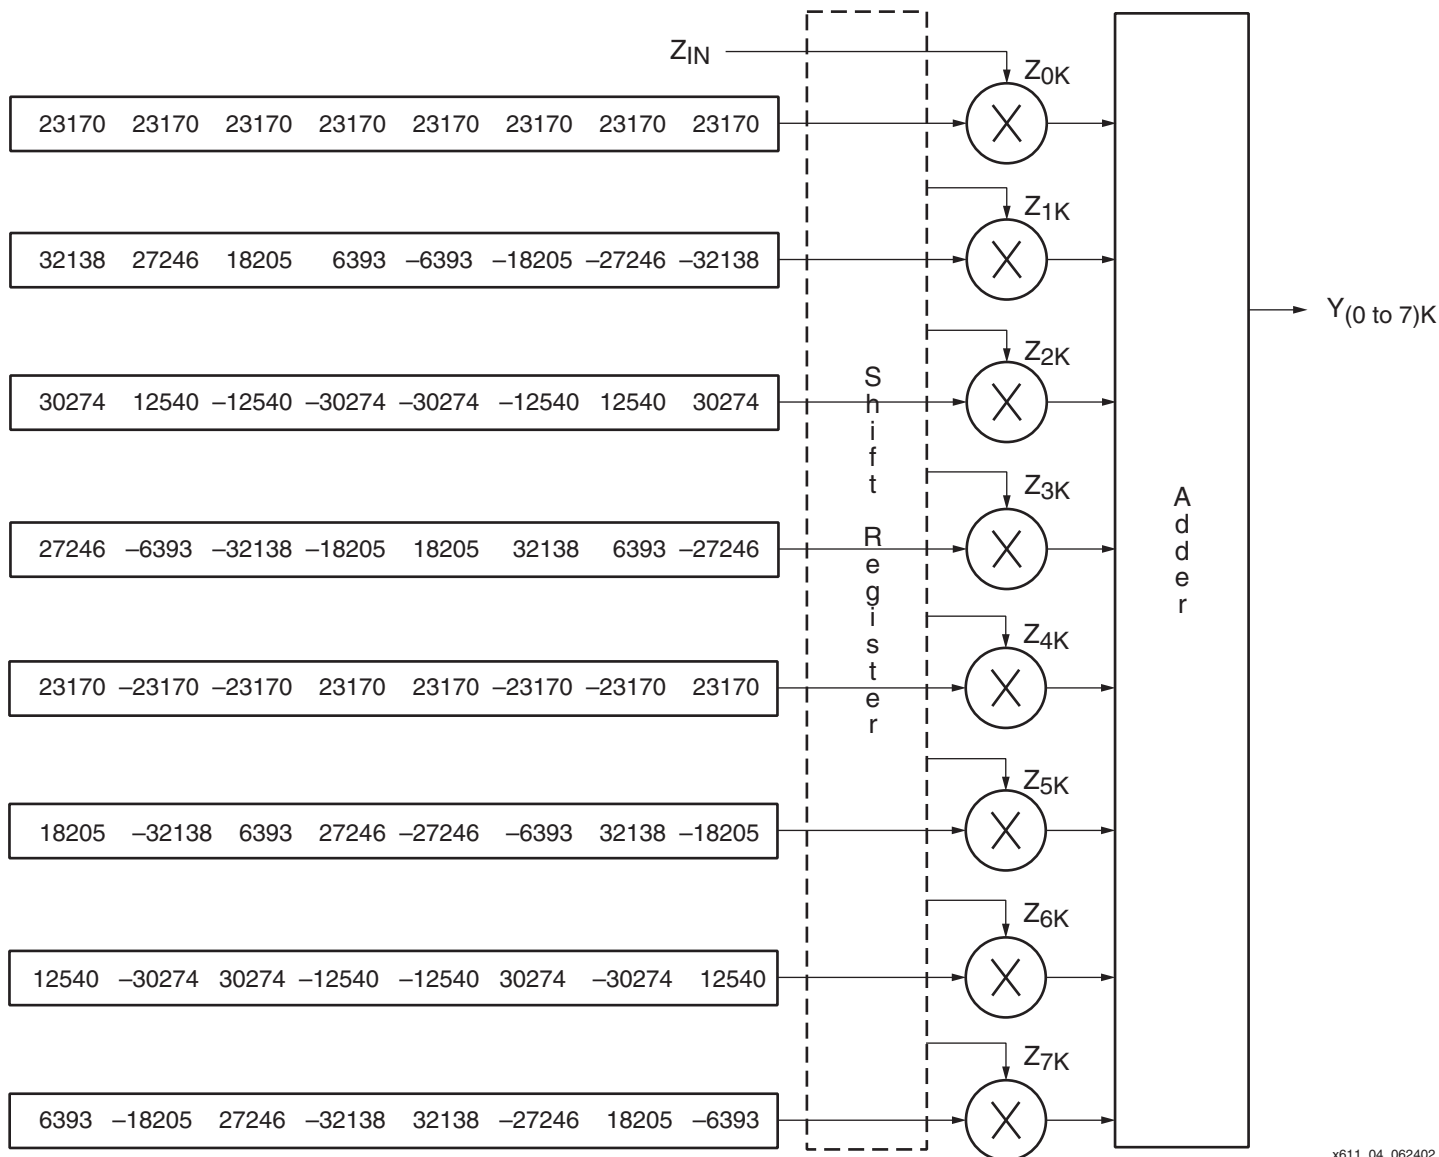 ZIN
Z0K
23170 23170 23170 23170 23170 23170 23170 23170
Z1K
32138 27246 18205 6393 –6393 –18205 –27246 –32138
Y(0 to 7)K
Z2K
30274 12540 –12540 –30274 –30274 –12540 12540 30274
Shift Register
Z3K
27246 –6393 –32138 –18205 18205 32138 6393 –27246
Adder
Z4K
23170 –23170 –23170 23170 23170 –23170 –23170 23170
Z5K
18205 –32138 6393 27246 –27246 –6393 32138 –18205
Z6K
12540 –30274 30274 –12540 –12540 30274 –30274 12540
Z7K
6393 –18205 27246 –32138 32138 –27246 18205 –6393
x611_04_062402